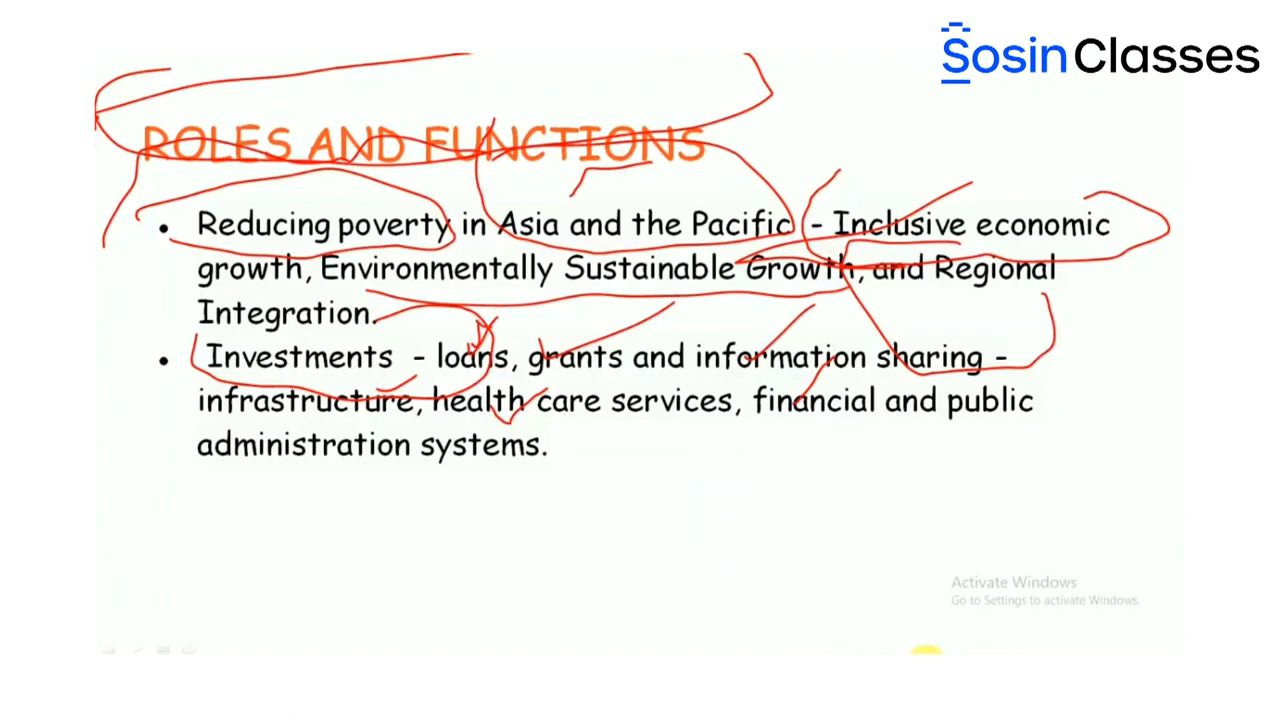 Sosin Classes
ROLES AND FUNCTIONS
• Reducing poverty in Asia and the Pacific - Inclusive economic
growth, Environmentally Sustainable Growth, and Regional
Integration.
• Investments - loans, grants and information sharing -
infrastructure, health care services, financial and public
administration systems.
Activate Windows
Go to Settings to activate Windows.